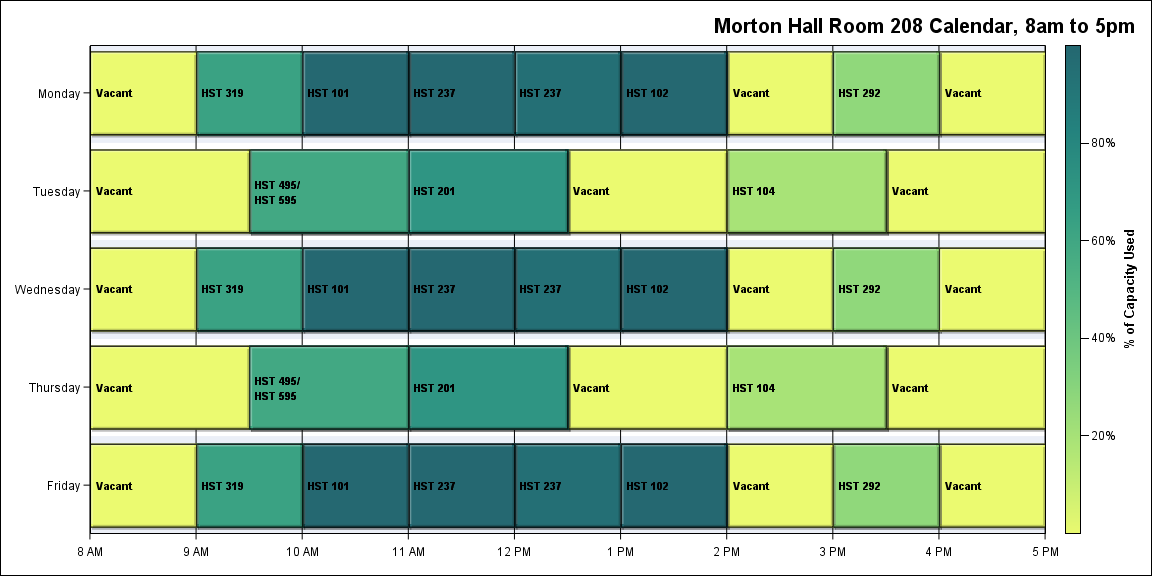 Morton Hall Room 208 Calendar, 8am to 5pm
Monday
Vacant
HST 319
HST 101
HST 237
HST 237
HST 102
Vacant
HST 292
Vacant
Tuesday
Vacant
HST 495/
HST 595
HST 201
Vacant
HST 104
Vacant
Wednesday
Vacant
HST 319
HST 101
HST 237
HST 237
HST 102
Vacant
HST 292
Vacant
Thursday
Vacant
HST 495/
HST 595
HST 201
Vacant
HST 104
Vacant
Friday
Vacant
HST 319
HST 101
HST 237
HST 237
HST 102
Vacant
HST 292
Vacant
8 AM
9 AM
10 AM
11 AM
12 PM
1 PM
2 PM
3 PM
4 PM
5 PM
80%
60%
40%
20%
% of Capacity Used